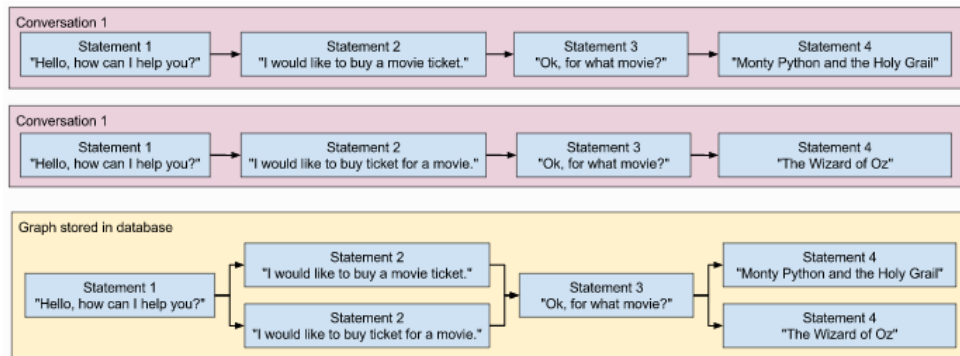 Conversation 1
Statement 1
"Hello, how can I help you?"
Statement 2
"I would like to buy a movie ticket."
Statement 3
"Ok, for what movie?"
Statement 4
"Monty Python and the Holy Grail"
Conversation 1
Statement 1
"Hello, how can I help you?"
Statement 2
"I would like to buy ticket for a movie."
Statement 3
"Ok, for what movie?"
Statement 4
"The Wizard of Oz"
Graph stored in database
Statement 1
"Hello, how can I help you?"
Statement 2
"I would like to buy a movie ticket."
Statement 2
"I would like to buy ticket for a movie."
Statement 3
"Ok, for what movie?"
Statement 4
"Monty Python and the Holy Grail"
Statement 4
"The Wizard of Oz"